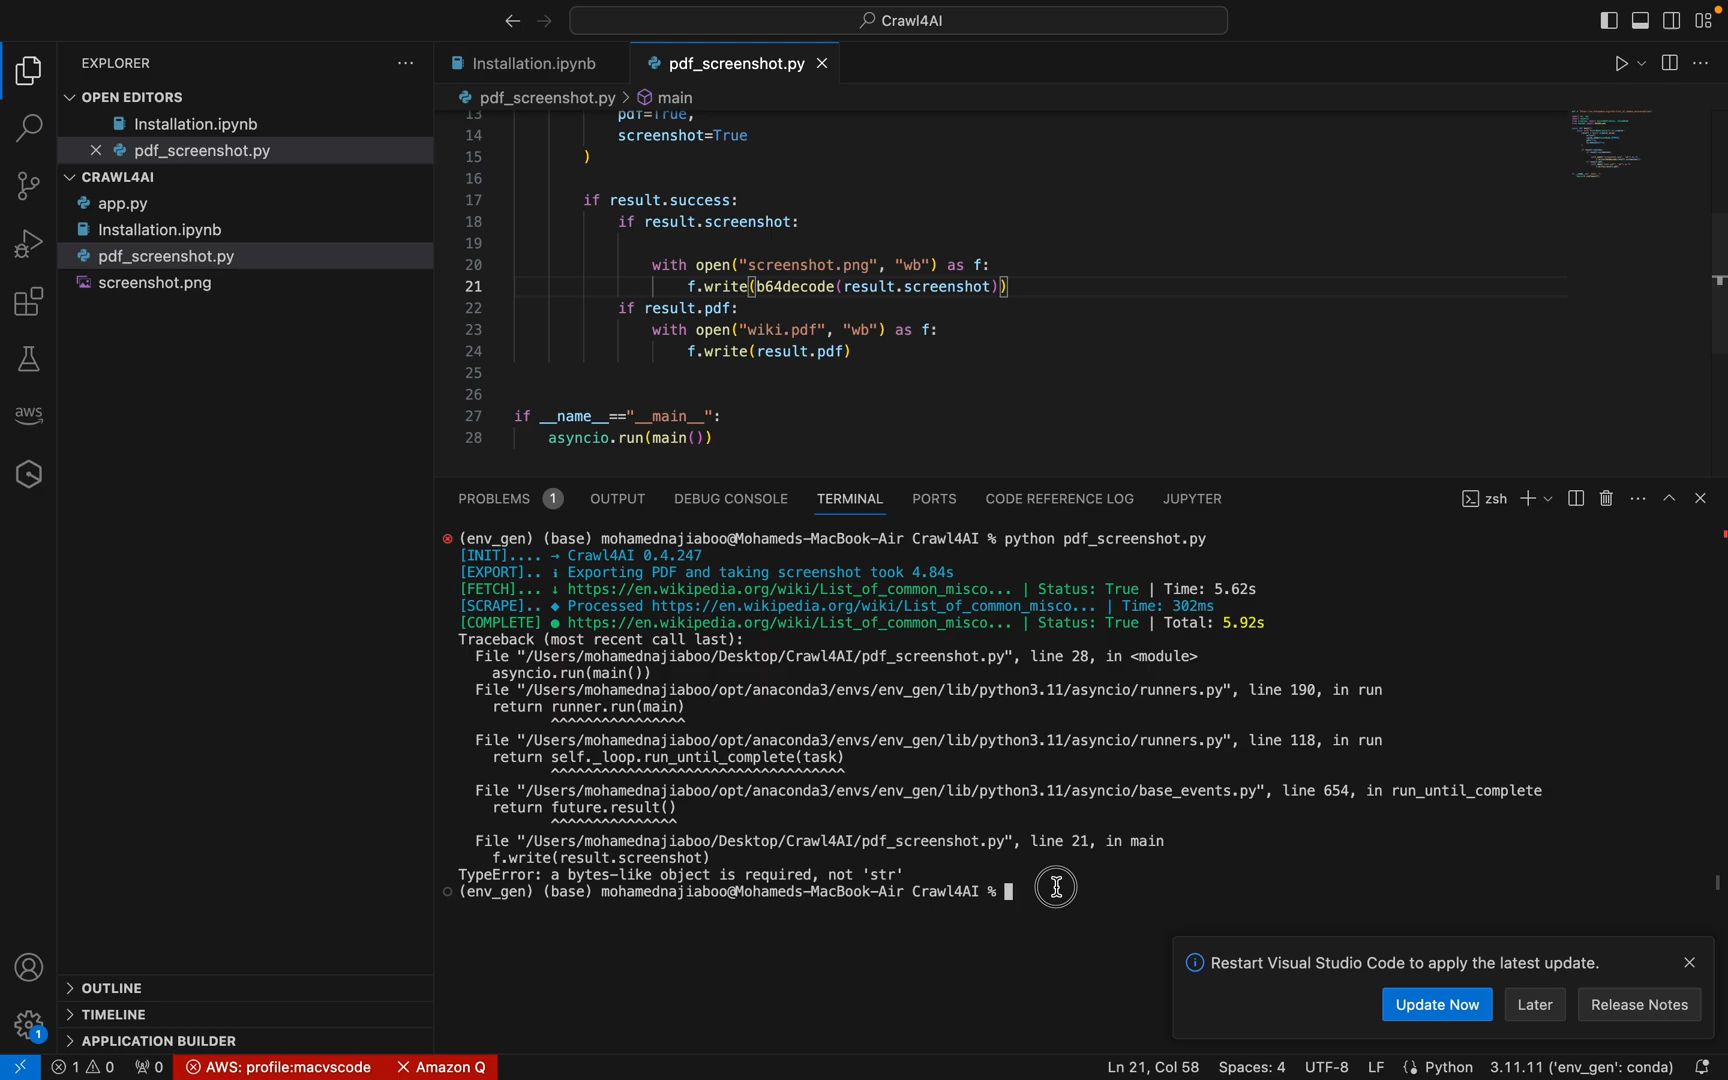 Crawl4AI
EXPLORER
OPEN EDITORS
Installation.ipynb
pdf_screenshot.py
CRAWL4AI
app.py
Installation.ipynb
pdf_screenshot.py
screenshot.png
OUTLINE
TIMELINE
APPLICATION BUILDER
aws
1
Installation.ipynb
pdf_screenshot.py
pdf_screenshot.py > main
13 pdf=True,
14 screenshot=True
15 )
16
17 if result.success:
18 if result.screenshot:
19
20 with open("screenshot.png", "wb") as f:
21 f.write(b64decode(result.screenshot))
22 if result.pdf:
23 with open("wiki.pdf", "wb") as f:
24 f.write(result.pdf)
25
26
27 if __name__=="__main__":
28 asyncio.run(main())
PROBLEMS 1 OUTPUT DEBUG CONSOLE TERMINAL PORTS CODE REFERENCE LOG JUPYTER zsh
(env_gen) (base) mohamednajiaboo@Mohameds-MacBook-Air Crawl4AI % python pdf_screenshot.py
[INIT].... → Crawl4AI 0.4.247
[EXPORT].. ℹ Exporting PDF and taking screenshot took 4.84s
[FETCH]... ↓ https://en.wikipedia.org/wiki/List_of_common_misco... | Status: True | Time: 5.62s
[SCRAPE].. ◆ Processed https://en.wikipedia.org/wiki/List_of_common_misco... | Time: 302ms
[COMPLETE] ● https://en.wikipedia.org/wiki/List_of_common_misco... | Status: True | Total: 5.92s
Traceback (most recent call last):
File "/Users/mohamednajiaboo/Desktop/Crawl4AI/pdf_screenshot.py", line 28, in <module>
asyncio.run(main())
File "/Users/mohamednajiaboo/opt/anaconda3/envs/env_gen/lib/python3.11/asyncio/runners.py", line 190, in run
return runner.run(main)
^^^^^^^^^^^^^^^^
File "/Users/mohamednajiaboo/opt/anaconda3/envs/env_gen/lib/python3.11/asyncio/runners.py", line 118, in run
return self._loop.run_until_complete(task)
^^^^^^^^^^^^^^^^^^^^^^^^^^^^^^^^^^^
File "/Users/mohamednajiaboo/opt/anaconda3/envs/env_gen/lib/python3.11/asyncio/base_events.py", line 654, in run_until_complete
return future.result()
^^^^^^^^^^^^^^^
File "/Users/mohamednajiaboo/Desktop/Crawl4AI/pdf_screenshot.py", line 21, in main
f.write(result.screenshot)
TypeError: a bytes-like object is required, not 'str'
(env_gen) (base) mohamednajiaboo@Mohameds-MacBook-Air Crawl4AI %
Restart Visual Studio Code to apply the latest update.
Update Now Later Release Notes
1 0 0 AWS: profile:macvscode Amazon Q Ln 21, Col 58 Spaces: 4 UTF-8 LF Python 3.11.11 ('env_gen': conda)